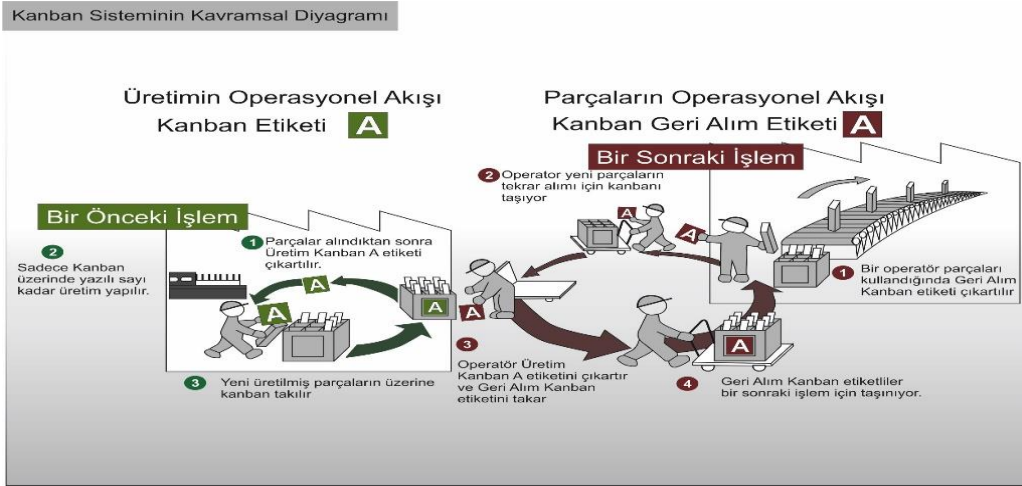 Kanban Sisteminin Kavramsal Diyagramı
Üretimin Operasyonel Akışı
Kanban Etiketi A
Parçaların Operasyonel Akışı
Kanban Geri Alım Etiketi A
Bir Önceki İşlem
Bir Sonraki İşlem
1 Parçalar alındıktan sonra
Üretim Kanban A etiketi
çıkartılır.
2
Sadece Kanban
üzerinde yazılı sayı
kadar üretim yapılır.
3 Yeni üretilmiş parçaların üzerine
kanban takılır
A
A
A
1 Bir operatör parçaları
kullandığında Geri Alım
Kanban etiketi çıkartılır
2 Operator yeni parçaların
tekrar alımı için kanbanı
taşıyor
3
Operatör Üretim
Kanban A etiketini çıkartır
ve Geri Alım Kanban
etiketini takar
4 Geri Alım Kanban etiketliler
bir sonraki işlem için taşınıyor.
A
A
A
A